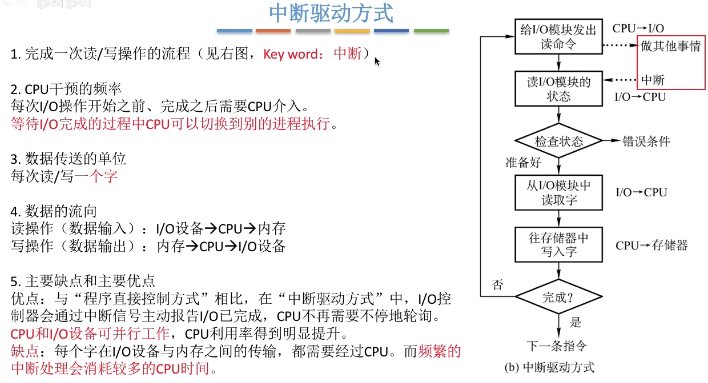 中断驱动方式
1. 完成一次读/写操作的流程（见右图，Key word：中断）
2. CPU干预的频率
每次I/O操作开始之前、完成之后需要CPU介入。
等待I/O完成的过程中CPU可以切换到别的进程执行。
3. 数据传送的单位
每次读/写一个字
4. 数据的流向
读操作（数据输入）：I/O设备→CPU→内存
写操作（数据输出）：内存→CPU→I/O设备
5. 主要缺点和主要优点
优点：与“程序直接控制方式”相比，在“中断驱动方式”中，I/O控
制器会通过中断信号主动报告I/O已完成，CPU不再需要不停地轮询。
CPU和I/O设备可并行工作，CPU利用率得到明显提升。
缺点：每个字在I/O设备与内存之间的传输，都需要经过CPU。而频繁的
中断处理会消耗较多的CPU时间。
给I/O模块发出
读命令
CPU→I/O
做其他事情
中断
读I/O模块的
状态
I/O→CPU
检查状态
错误条件
准备好
从I/O模块中
读取字
I/O→CPU
往存储器中
写入字
CPU→存储器
否
完成？
是
下一条指令
(b) 中断驱动方式